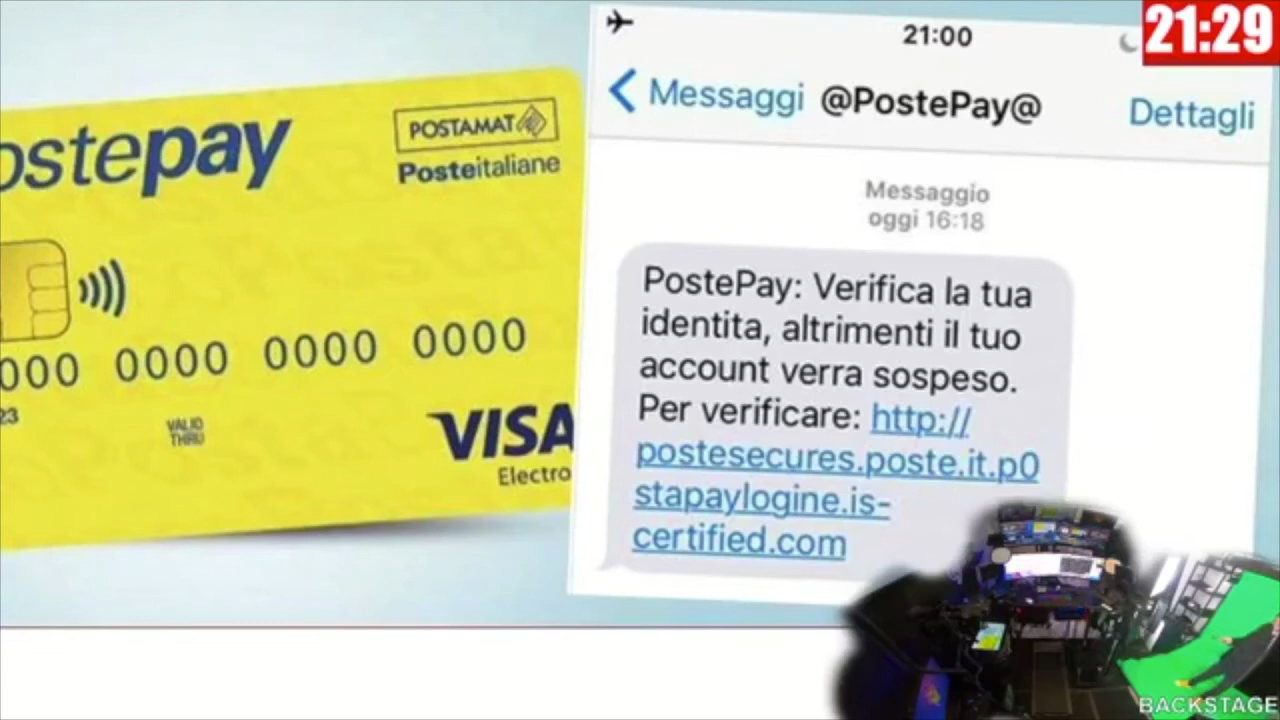 21:29
21:00
Messaggi @PostePay@ Dettagli
Messaggio
oggi 16:18
PostePay: Verifica la tua
identita, altrimenti il tuo
account verra sospeso.
Per verificare: http://
postesecures.poste.it.p0
stapaylogine.is-
certified.com
ostepay
POSTAMAT
Posteitaliane
000 0000 0000 0000
23
VALID
THRU
VISA
Electro
BACKSTAGE